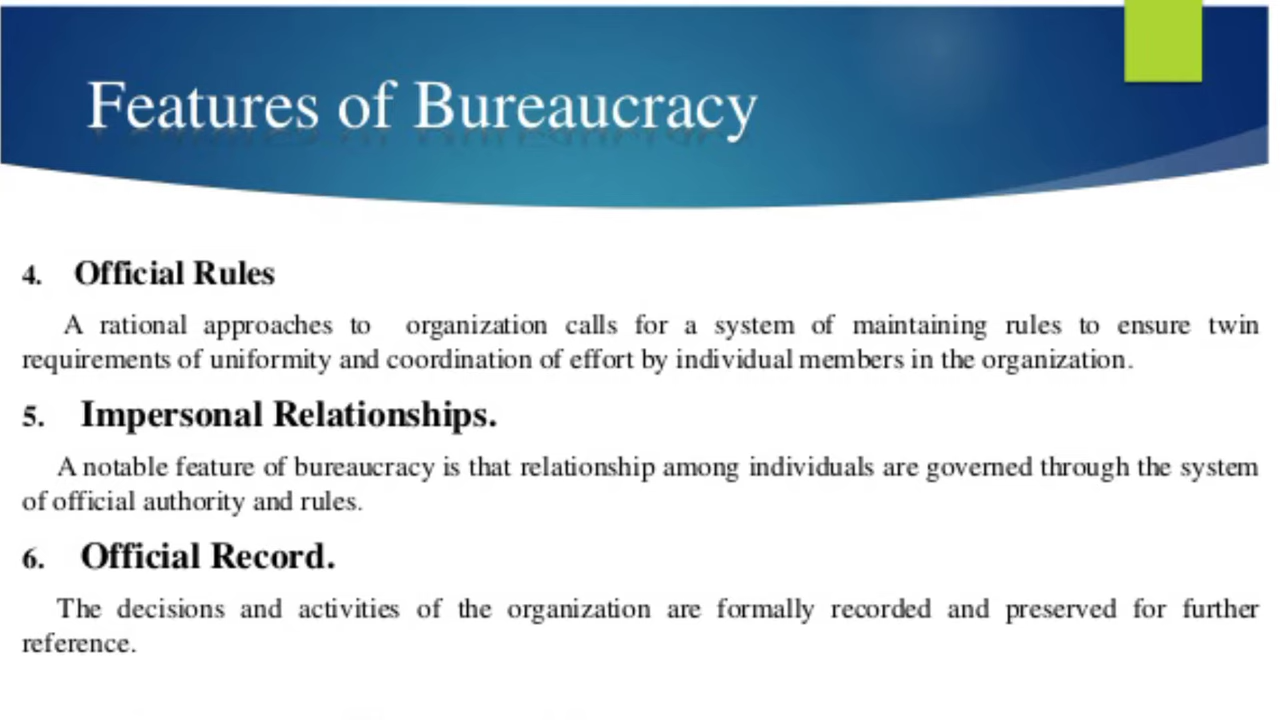 Features of Bureaucracy
4. Official Rules
A rational approaches to organization calls for a system of maintaining rules to ensure twin
requirements of uniformity and coordination of effort by individual members in the organization.
5. Impersonal Relationships.
A notable feature of bureaucracy is that relationship among individuals are governed through the system
of official authority and rules.
6. Official Record.
The decisions and activities of the organization are formally recorded and preserved for further
reference.